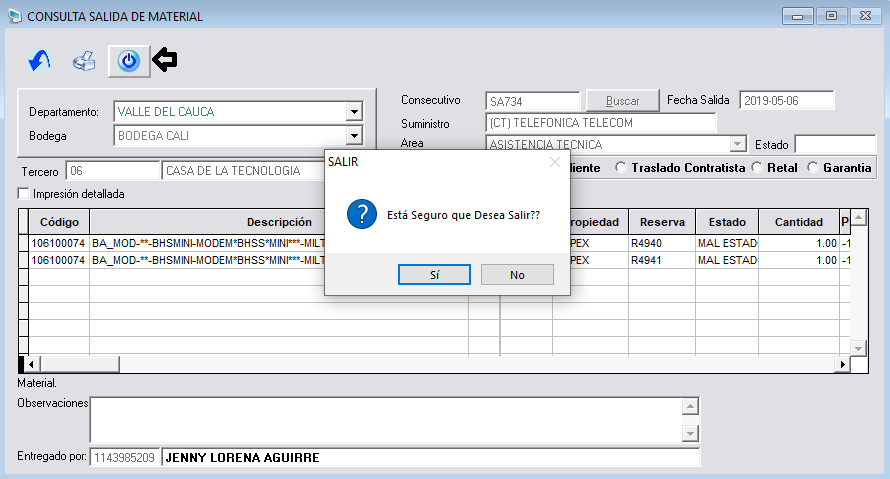 CONSULTA SALIDA DE MATERIAL
Departamento: VALLE DEL CAUCA
Bodega BODEGA CALI
Consecutivo SA734 Buscar Fecha Salida 2019-05-06
Suministro (CT) TELEFONICA TELECOM
Area ASISTENCIA TECNICA Estado
Tercero 06 CASA DE LA TECNOLOGIA
liente Traslado Contratista Retal Garantia
Impresión detallada
SALIR
Está Seguro que Desea Salir??
Sí No
Código Descripción ropiedad Reserva Estado Cantidad P
106100074 BA_MOD-**-BHSMINI-MODEM*BHSS*MINI***-MILT PEX R4940 MAL ESTAD 1.00 -1
106100074 BA_MOD-**-BHSMINI-MODEM*BHSS*MINI***-MILT PEX R4941 MAL ESTAD 1.00 -1
Material.
Observaciones
Entregado por: 1143985209 JENNY LORENA AGUIRRE